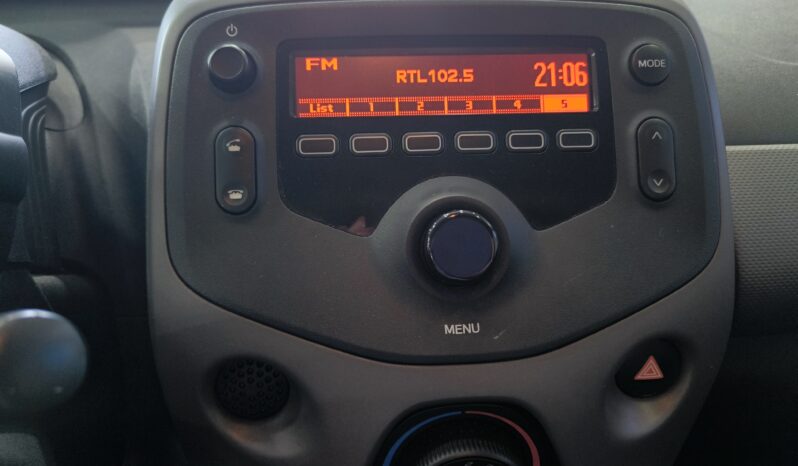 FM
RTL102.5
21:06
MODE
List 1 2 3 4 5
MENU